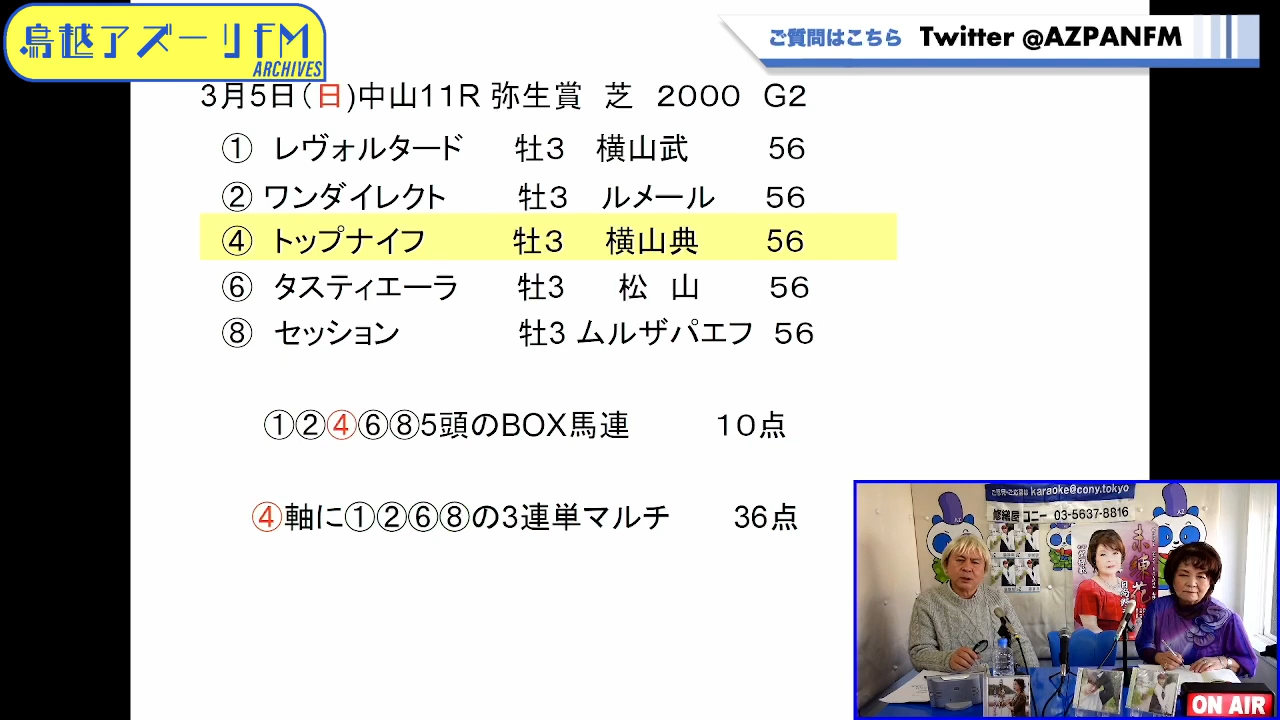 鳥越アズーリFM
ARCHIVES
ご質問はこちら Twitter @AZPANFM
3月5日(日)中山11R 弥生賞 芝 2000 G2
① レヴォルタード 牡3 横山武 56
② ワンダイレクト 牡3 ルメール 56
④ トップナイフ 牡3 横山典 56
⑥ タスティエーラ 牡3 松 山 56
⑧ セッション 牡3 ムルザパエフ 56
①②④⑥⑧5頭のBOX馬連 10点
④軸に①②⑥⑧の3連単マルチ 36点
karaoke@cony.tokyo
コニー 03-5637-8816
ON AIR